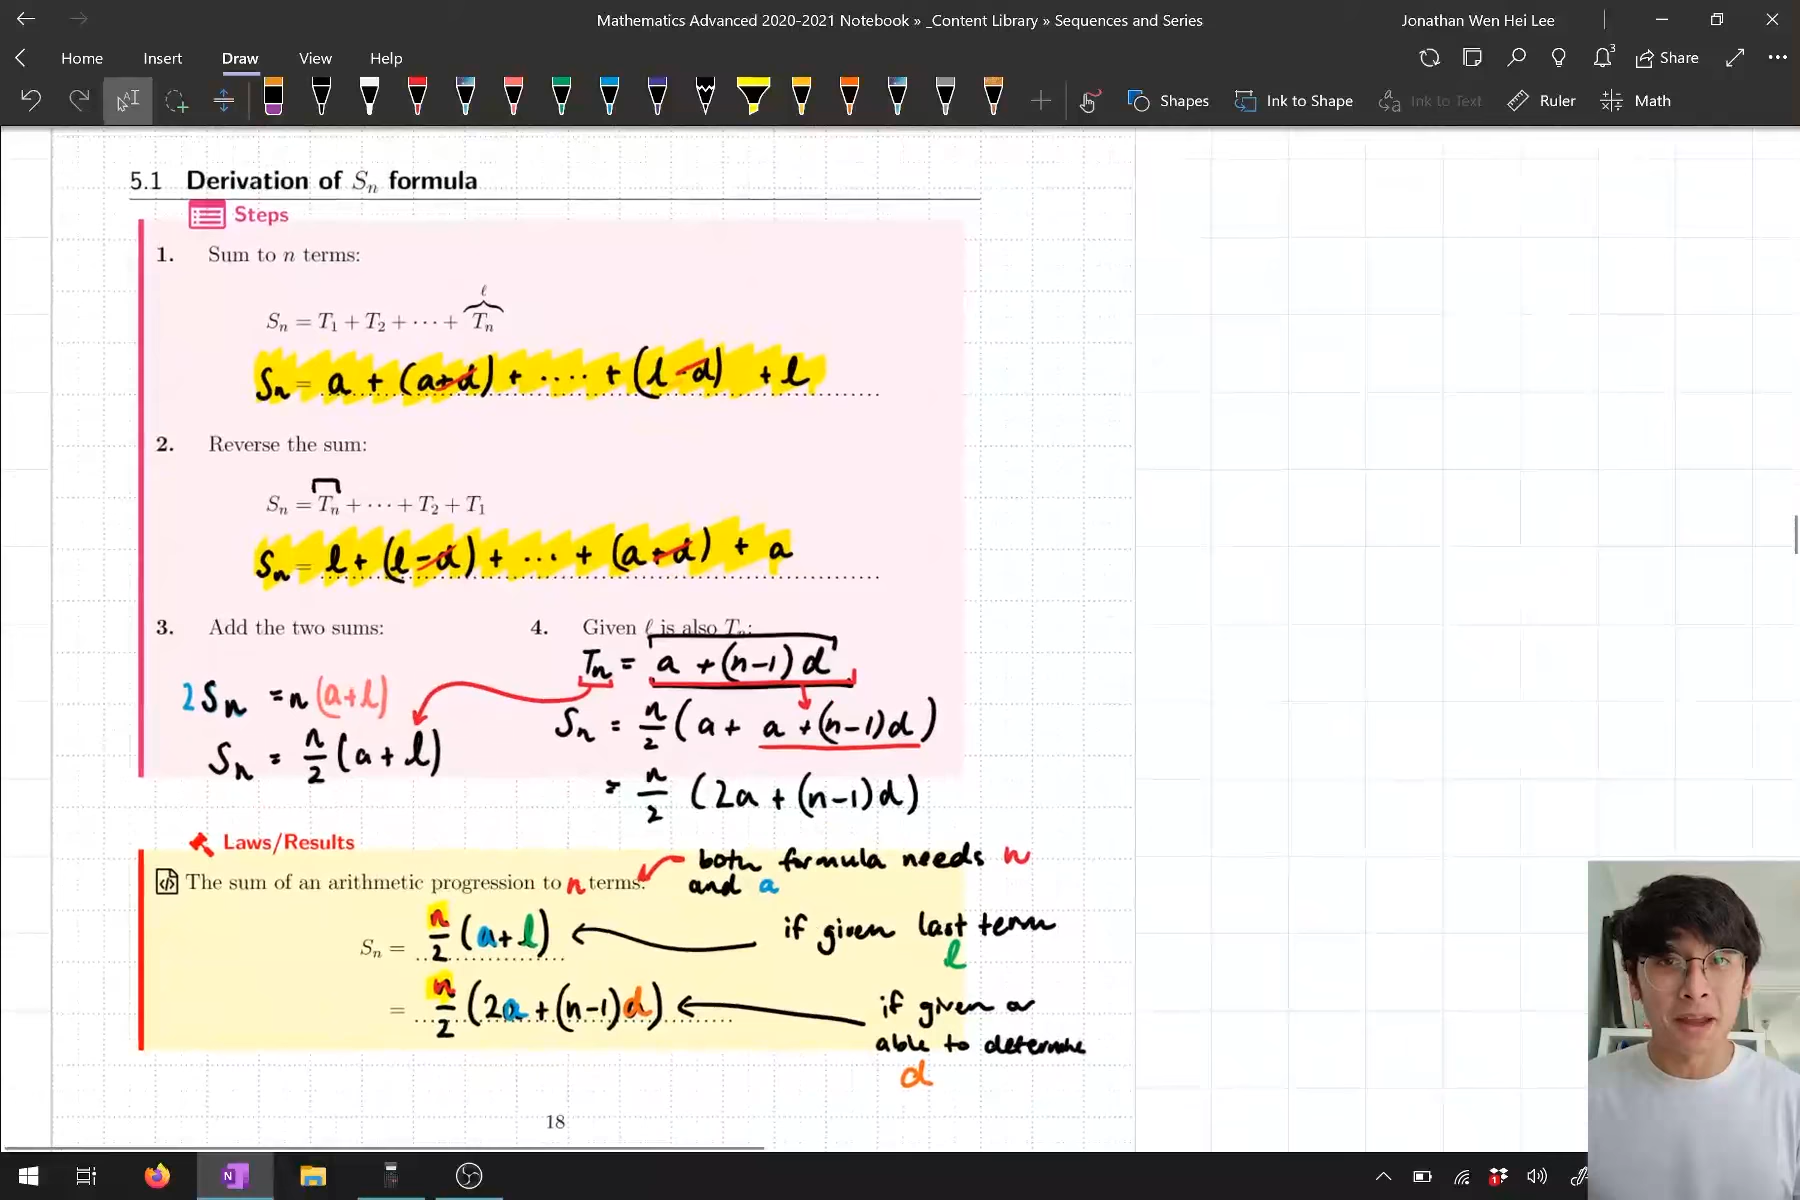 Mathematics Advanced 2020-2021 Notebook » _Content Library » Sequences and Series
Jonathan Wen Hei Lee
Home Insert Draw View Help
3
Share
Shapes
Ink to Shape
Ink to Text
Ruler
Math
5.1 Derivation of Sₙ formula
Steps
1. Sum to n terms:
ℓ
Sₙ = T₁ + T₂ + ··· + Tₙ
Sₙ = a + (a+d) + .... + (l-d) + l
2. Reverse the sum:
Sₙ = Tₙ + ··· + T₂ + T₁
Sₙ = l + (l-d) + ... + (a+d) + a
3. Add the two sums:
2Sₙ = n(a+l)
Sₙ = n/2 (a+l)
4. Given ℓ is also Tₙ:
Tₙ = a + (n-1)d
Sₙ = n/2 (a + a + (n-1)d)
= n/2 (2a + (n-1)d)
Laws/Results
The sum of an arithmetic progression to n terms:
both formula needs n
and a
Sₙ = n/2 (a+l)
if given last term
l
= n/2 (2a + (n-1)d)
if given or
able to determine
d
18
N
1